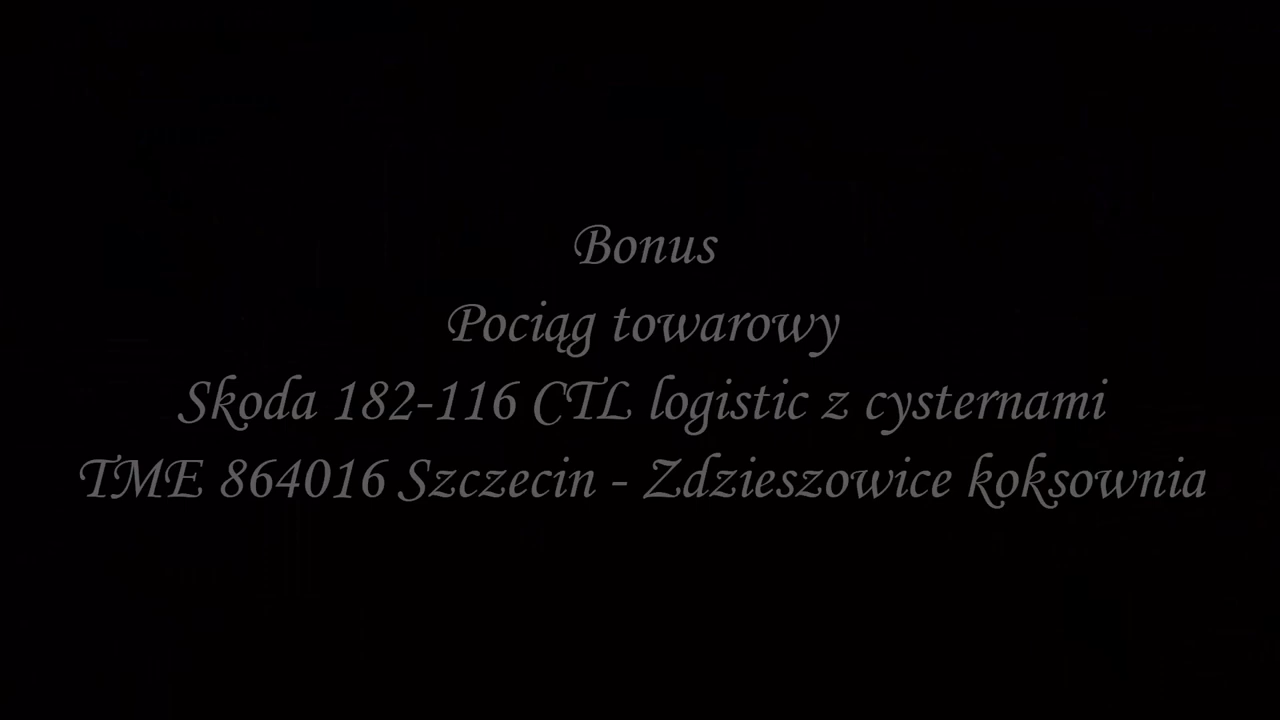 Bonus
Pociąg towarowy
Skoda 182-116 CTL logistic z cysternami
TME 864016 Szczecin - Zdzieszowice koksownia